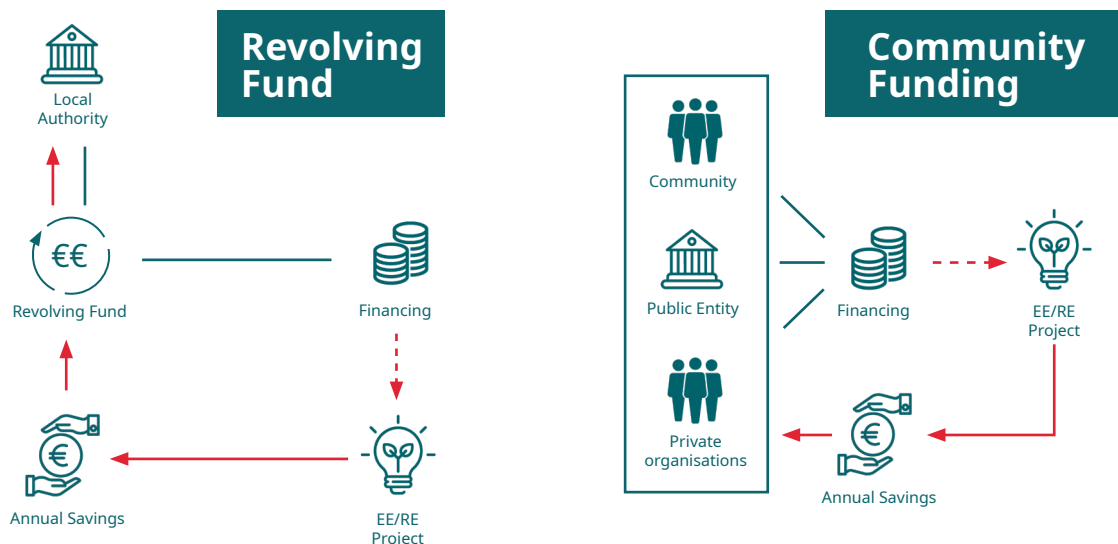 Revolving
Fund
Local
Authority
€€
Revolving Fund
Financing
€
Annual Savings
EE/RE
Project
Community
Funding
Community
Public Entity
Private
organisations
Financing
EE/RE
Project
€
Annual Savings